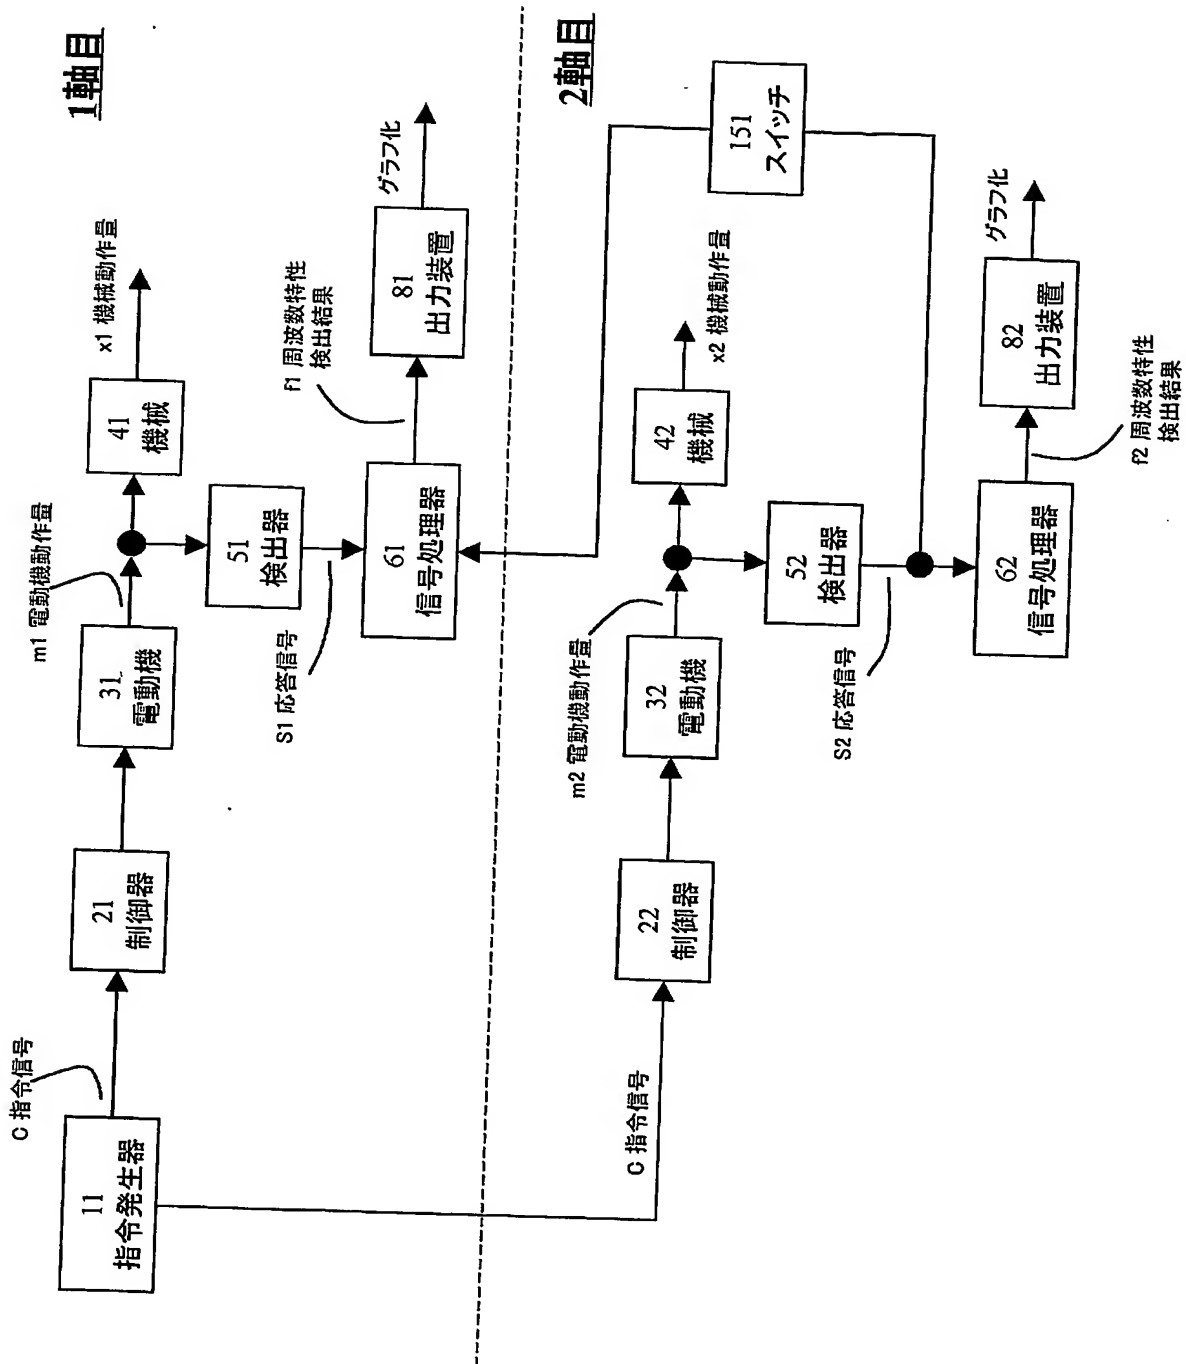 1軸目
C 指令信号
11
指令発生器
21
制御器
m1 電動機動作量
31
電動機
41
機械
x1 機械動作量
51
検出器
S1 応答信号
61
信号処理器
f1 周波数特性
検出結果
81
出力装置
グラフ化
2軸目
C 指令信号
22
制御器
m2 電動機動作量
32
電動機
42
機械
x2 機械動作量
151
スイッチ
52
検出器
S2 応答信号
62
信号処理器
f2 周波数特性
検出結果
82
出力装置
グラフ化